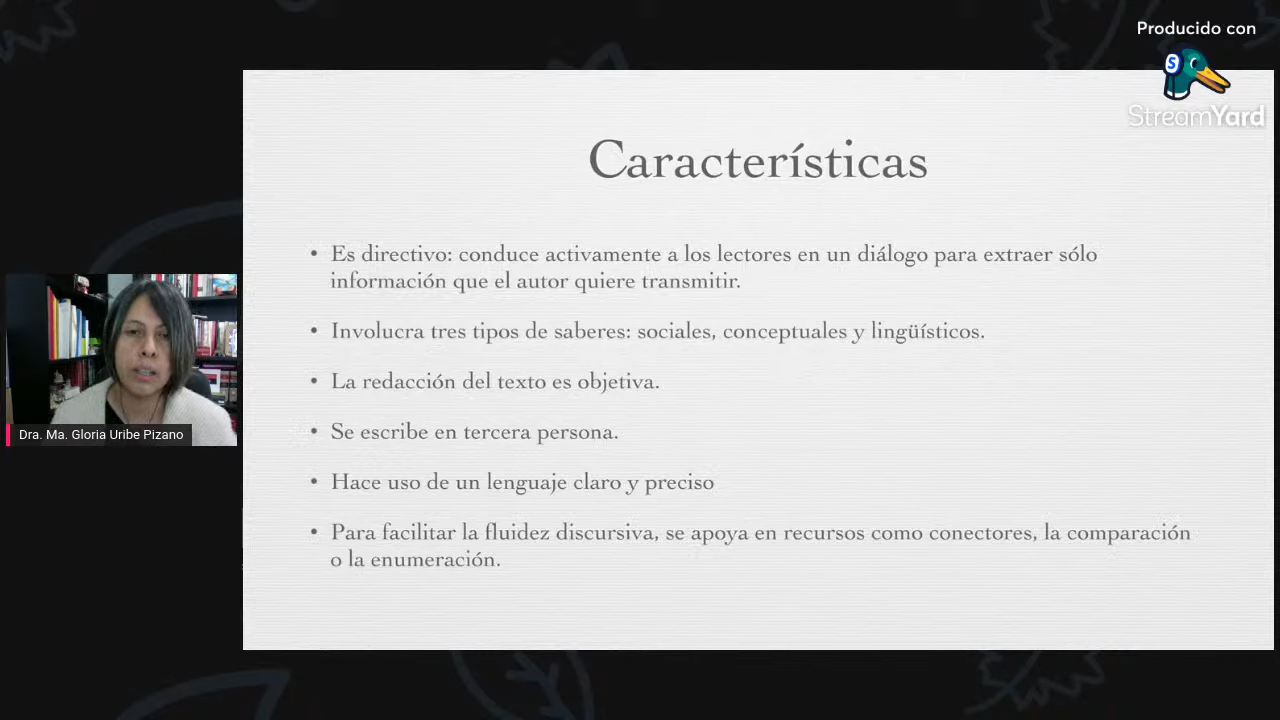 Producido con
StreamYard
Características
• Es directivo: conduce activamente a los lectores en un diálogo para extraer sólo
información que el autor quiere transmitir.
• Involucra tres tipos de saberes: sociales, conceptuales y lingüísticos.
• La redacción del texto es objetiva.
• Se escribe en tercera persona.
• Hace uso de un lenguaje claro y preciso
• Para facilitar la fluidez discursiva, se apoya en recursos como conectores, la comparación
o la enumeración.
Dra. Ma. Gloria Uribe Pizano